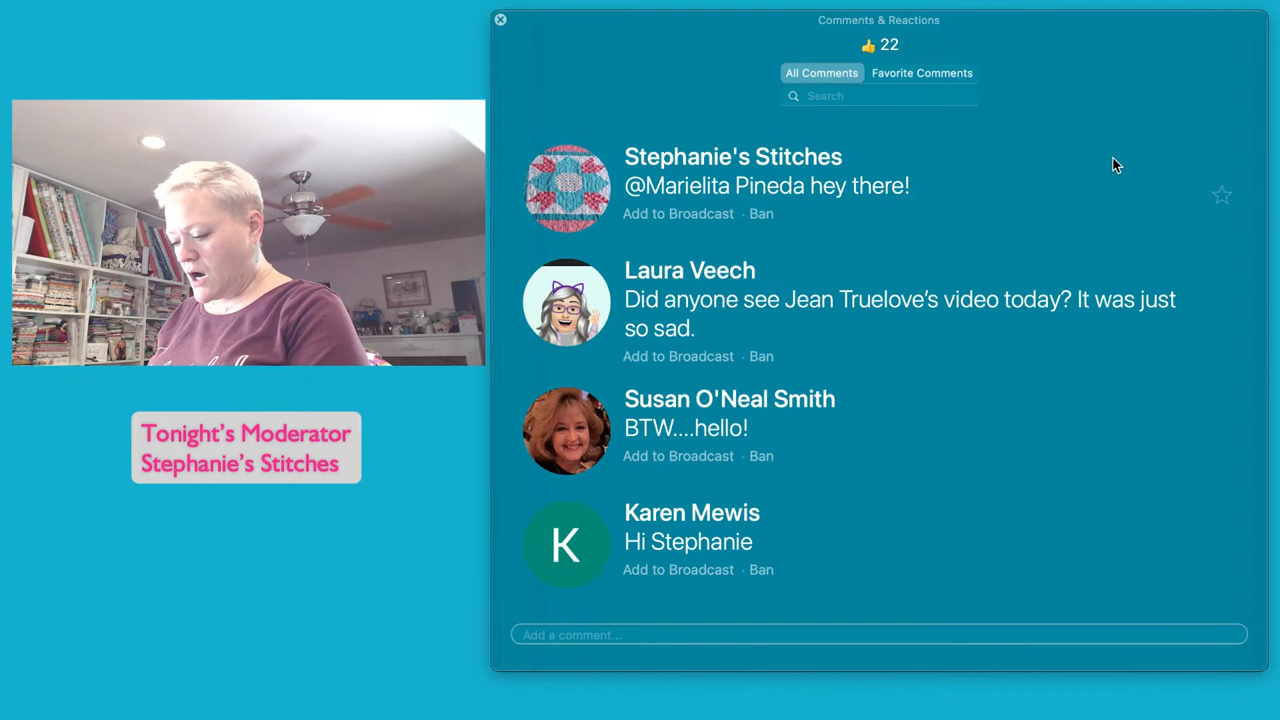 Comments & Reactions
👍 22
All Comments Favorite Comments
Search
Stephanie's Stitches
@Marielita Pineda hey there!
Add to Broadcast · Ban
Laura Veech
Did anyone see Jean Truelove’s video today? It was just
so sad.
Add to Broadcast · Ban
Susan O'Neal Smith
BTW....hello!
Add to Broadcast · Ban
K
Karen Mewis
Hi Stephanie
Add to Broadcast · Ban
Add a comment...
Tonight’s Moderator
Stephanie’s Stitches